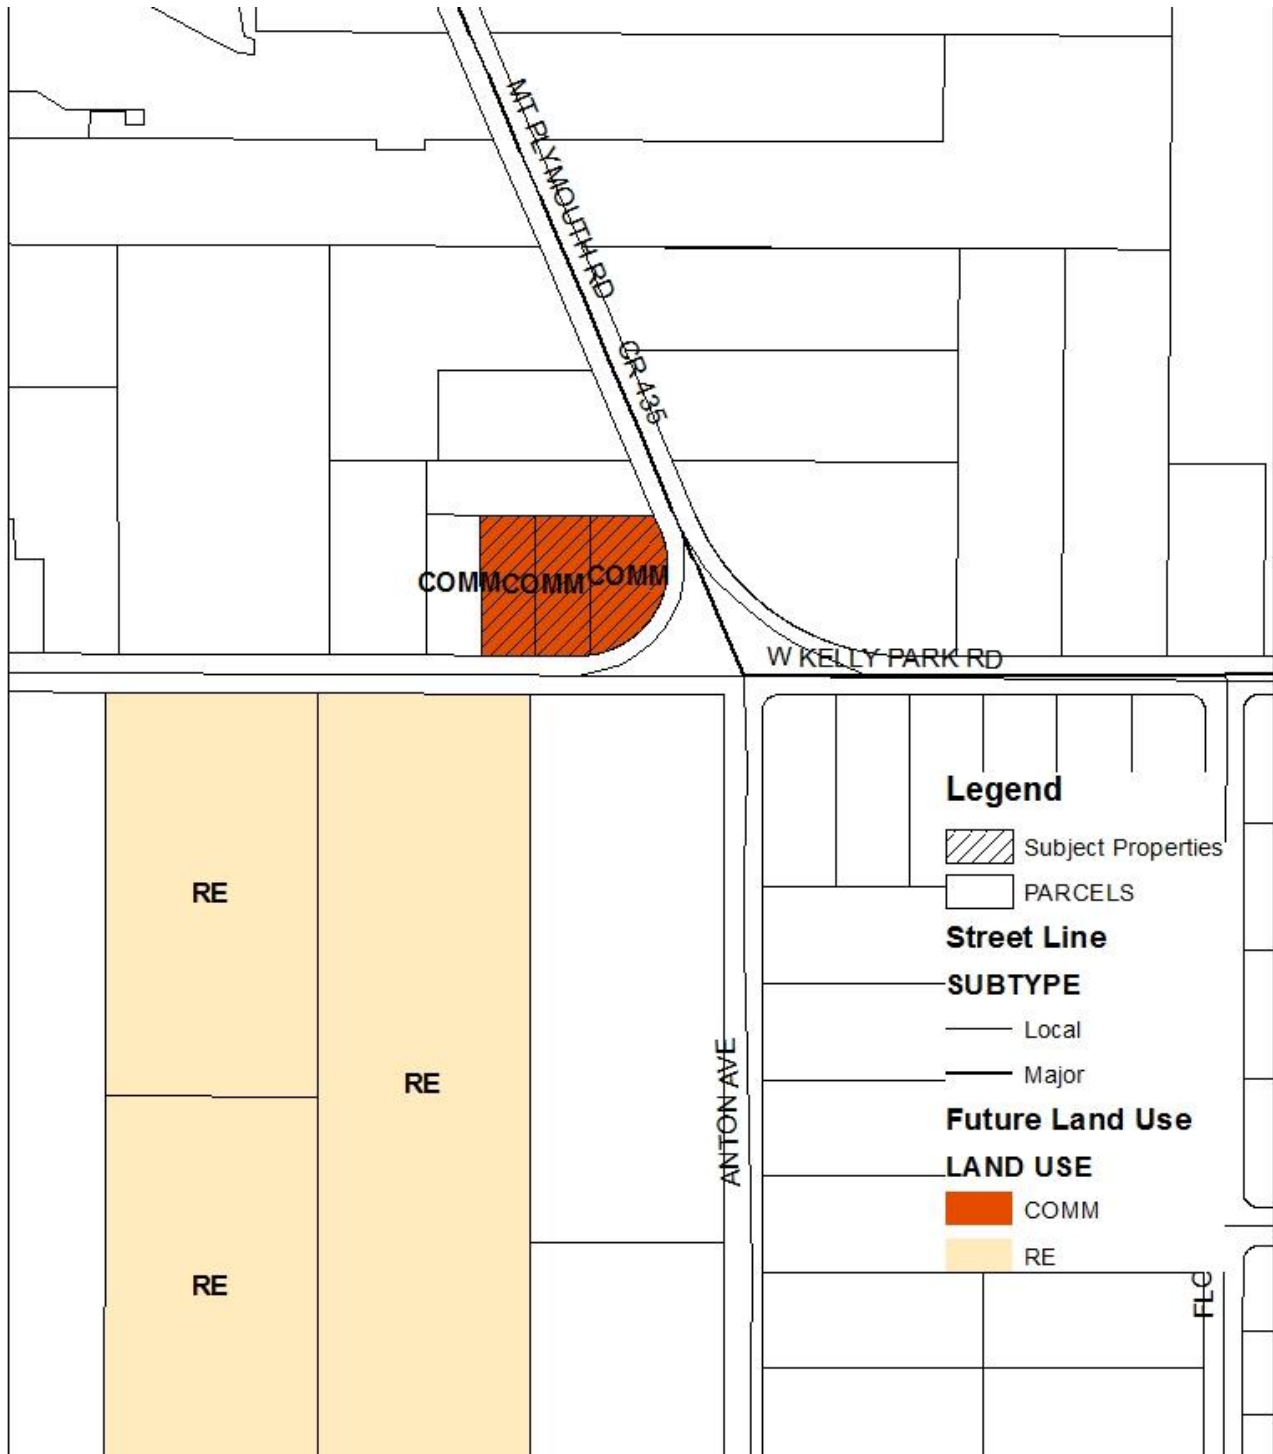 MT PLYMOUTH RD
CR 435
COMM COMM COMM
W KELLY PARK RD
Legend
Subject Properties
PARCELS
Street Line
SUBTYPE
Local
Major
Future Land Use
LAND USE
COMM
RE
RE
RE
RE
ANTON AVE
FLO